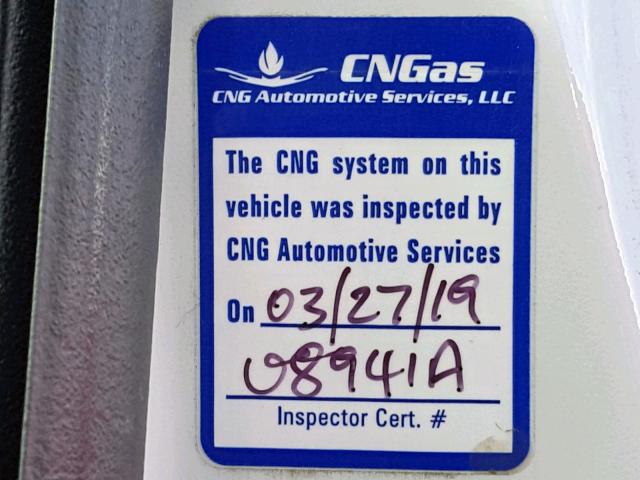 CNGas
CNG Automotive Services, LLC
The CNG system on this
vehicle was inspected by
CNG Automotive Services
On 03/27/19
08941A
Inspector Cert. #